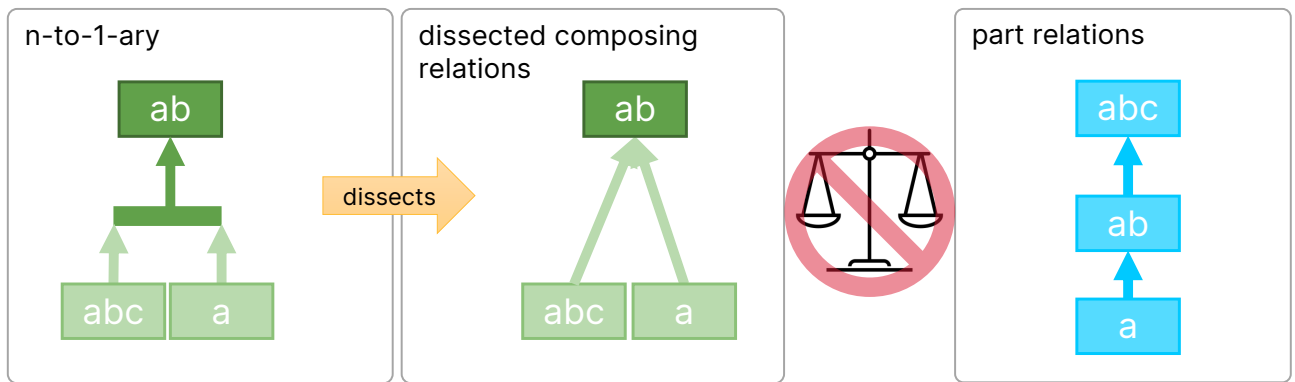 n-to-1-ary
ab
abc a
dissects
dissected composing
relations
ab
abc a
part relations
abc
ab
a